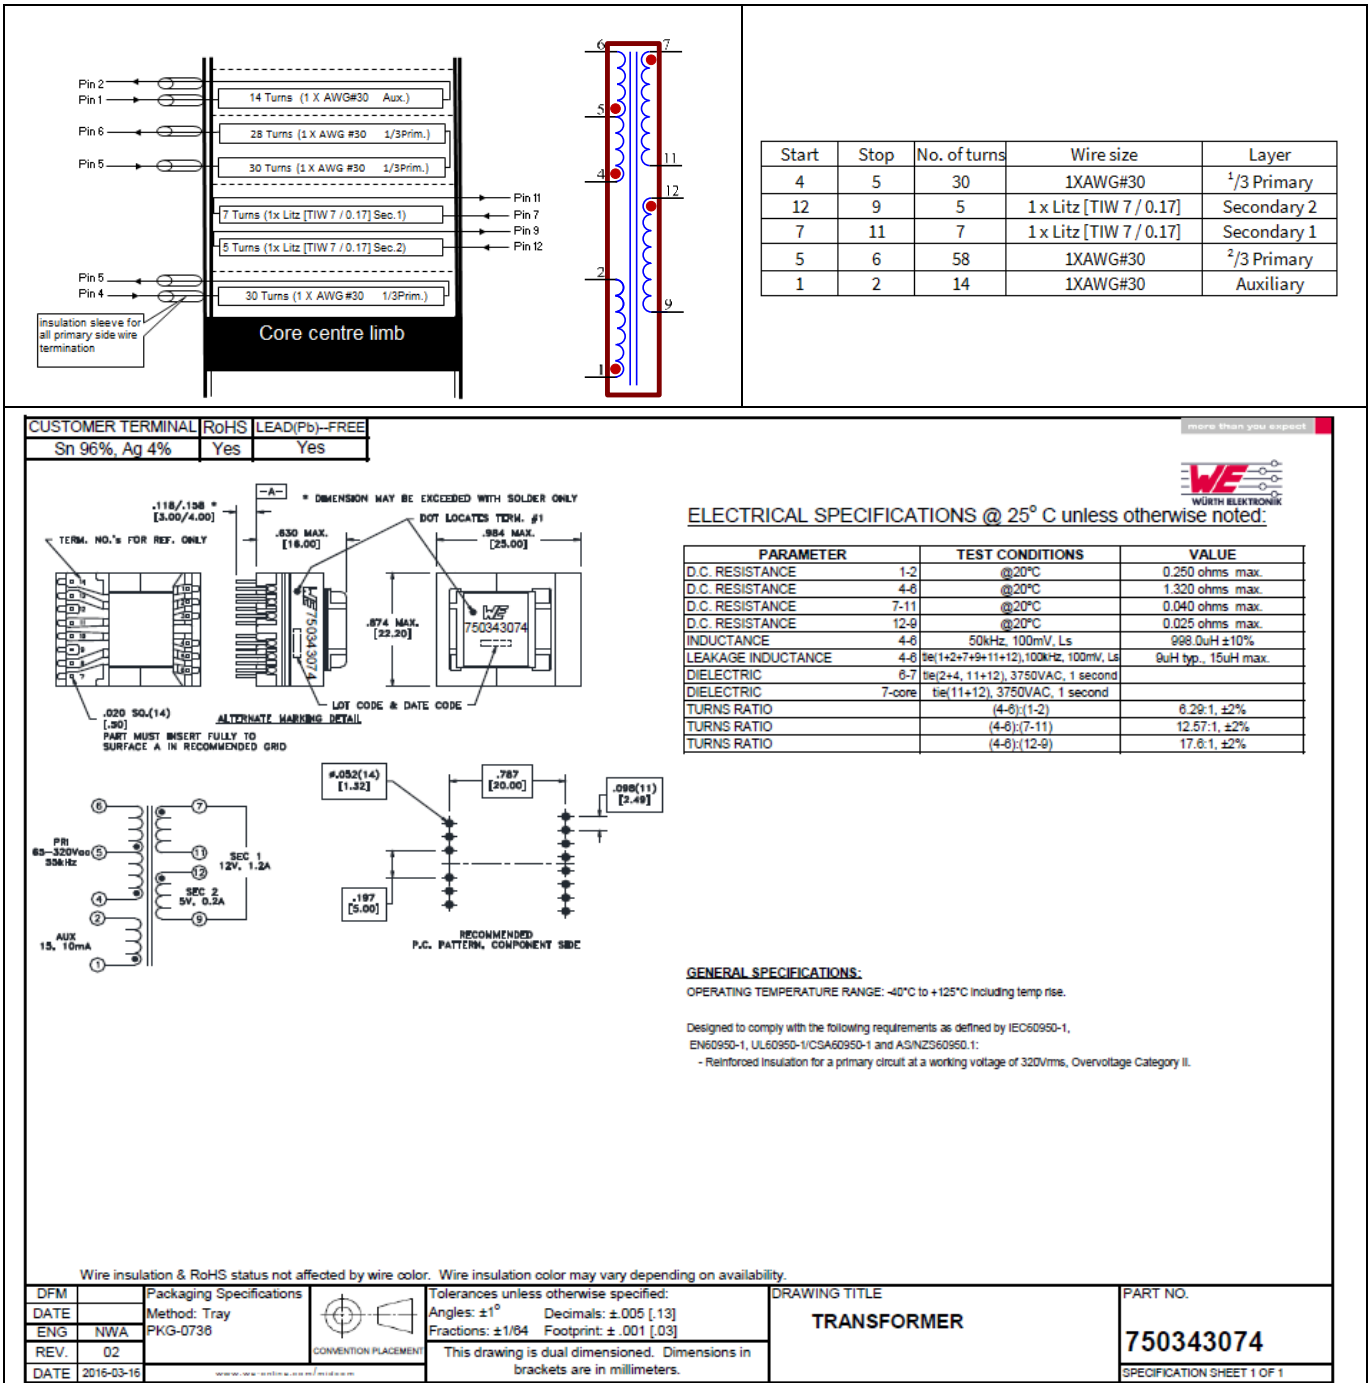 Pin 2
Pin 1
14 Turns (1 X AWG#30 Aux.)
Pin 6
28 Turns (1 X AWG #30 1/3Prim.)
Pin 5
30 Turns (1 X AWG #30 1/3Prim.)
Pin 11
7 Turns (1x Litz [TIW 7 / 0.17] Sec.1)
Pin 7
Pin 9
5 Turns (1x Litz [TIW 7 / 0.17] Sec.2)
Pin 12
Pin 5
Pin 4
30 Turns (1 X AWG #30 1/3Prim.)
insulation sleeve for
all primary side wire
termination
Core centre limb
6
7
5
11
4
12
2
9
1
Start Stop No. of turns Wire size Layer
4 5 30 1XAWG#30 1/3 Primary
12 9 5 1 x Litz [TIW 7 / 0.17] Secondary 2
7 11 7 1 x Litz [TIW 7 / 0.17] Secondary 1
5 6 58 1XAWG#30 2/3 Primary
1 2 14 1XAWG#30 Auxiliary
CUSTOMER TERMINAL RoHS LEAD(Pb)--FREE
Sn 96%, Ag 4% Yes Yes
more than you expect
WE
WÜRTH ELEKTRONIK
.118/.158 *
[3.00/4.00]
-A-
* DIMENSION MAY BE EXCEEDED WITH SOLDER ONLY
DOT LOCATES TERM. #1
TERM. NO.'s FOR REF. ONLY
.630 MAX.
[16.00]
.984 MAX.
[25.00]
.874 MAX.
[22.20]
WE 750343074
WE
750343074
LOT CODE & DATE CODE
.020 SQ.(14)
[.50]
ALTERNATE MARKING DETAIL
PART MUST INSERT FULLY TO
SURFACE A IN RECOMMENDED GRID
ELECTRICAL SPECIFICATIONS @ 25° C unless otherwise noted:
PARAMETER TEST CONDITIONS VALUE
D.C. RESISTANCE 1-2 @20°C 0.250 ohms max.
D.C. RESISTANCE 4-6 @20°C 1.320 ohms max.
D.C. RESISTANCE 7-11 @20°C 0.040 ohms max.
D.C. RESISTANCE 12-9 @20°C 0.025 ohms max.
INDUCTANCE 4-6 50kHz, 100mV, Ls 998.0uH ±10%
LEAKAGE INDUCTANCE 4-6 tie(1+2+7+9+11+12),100kHz, 100mV, Ls 9uH typ., 15uH max.
DIELECTRIC 6-7 tie(2+4, 11+12), 3750VAC, 1 second
DIELECTRIC 7-core tie(11+12), 3750VAC, 1 second
TURNS RATIO (4-6):(1-2) 6.29:1, ±2%
TURNS RATIO (4-6):(7-11) 12.57:1, ±2%
TURNS RATIO (4-6):(12-9) 17.6:1, ±2%
6
7
PRI
65-320Vac
55kHz
5
11
SEC 1
12V, 1.2A
12
SEC 2
5V, 0.2A
4
9
2
AUX
15, 10mA
1
ø.052(14)
[1.32]
.787
[20.00]
.098(11)
[2.49]
.197
[5.00]
RECOMMENDED
P.C. PATTERN, COMPONENT SIDE
GENERAL SPECIFICATIONS:
OPERATING TEMPERATURE RANGE: -40°C to +125°C including temp rise.
Designed to comply with the following requirements as defined by IEC60950-1,
EN60950-1, UL60950-1/CSA60950-1 and AS/NZS60950.1:
- Reinforced insulation for a primary circuit at a working voltage of 320Vrms, Overvoltage Category II.
Wire insulation & RoHS status not affected by wire color. Wire insulation color may vary depending on availability.
DFM
DATE
ENG NWA
REV. 02
DATE 2016-03-16
Packaging Specifications
Method: Tray
PKG-0736
www.we-online.com/midcom
CONVENTION PLACEMENT
Tolerances unless otherwise specified:
Angles: ±1° Decimals: ±.005 [.13]
Fractions: ±1/64 Footprint: ± .001 [.03]
This drawing is dual dimensioned. Dimensions in
brackets are in millimeters.
DRAWING TITLE
TRANSFORMER
PART NO.
750343074
SPECIFICATION SHEET 1 OF 1